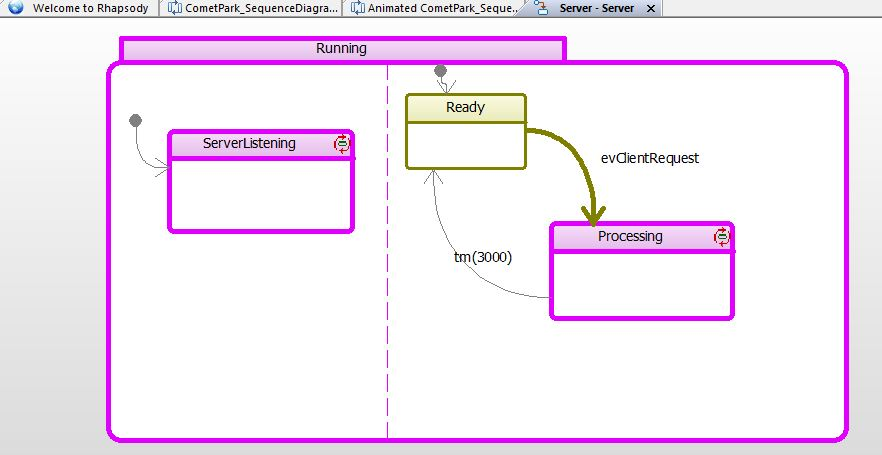 Welcome to Rhapsody
CometPark_SequenceDiagra...
Animated CometPark_Seque...
Server - Server
Running
Ready
ServerListening
evClientRequest
Processing
tm(3000)